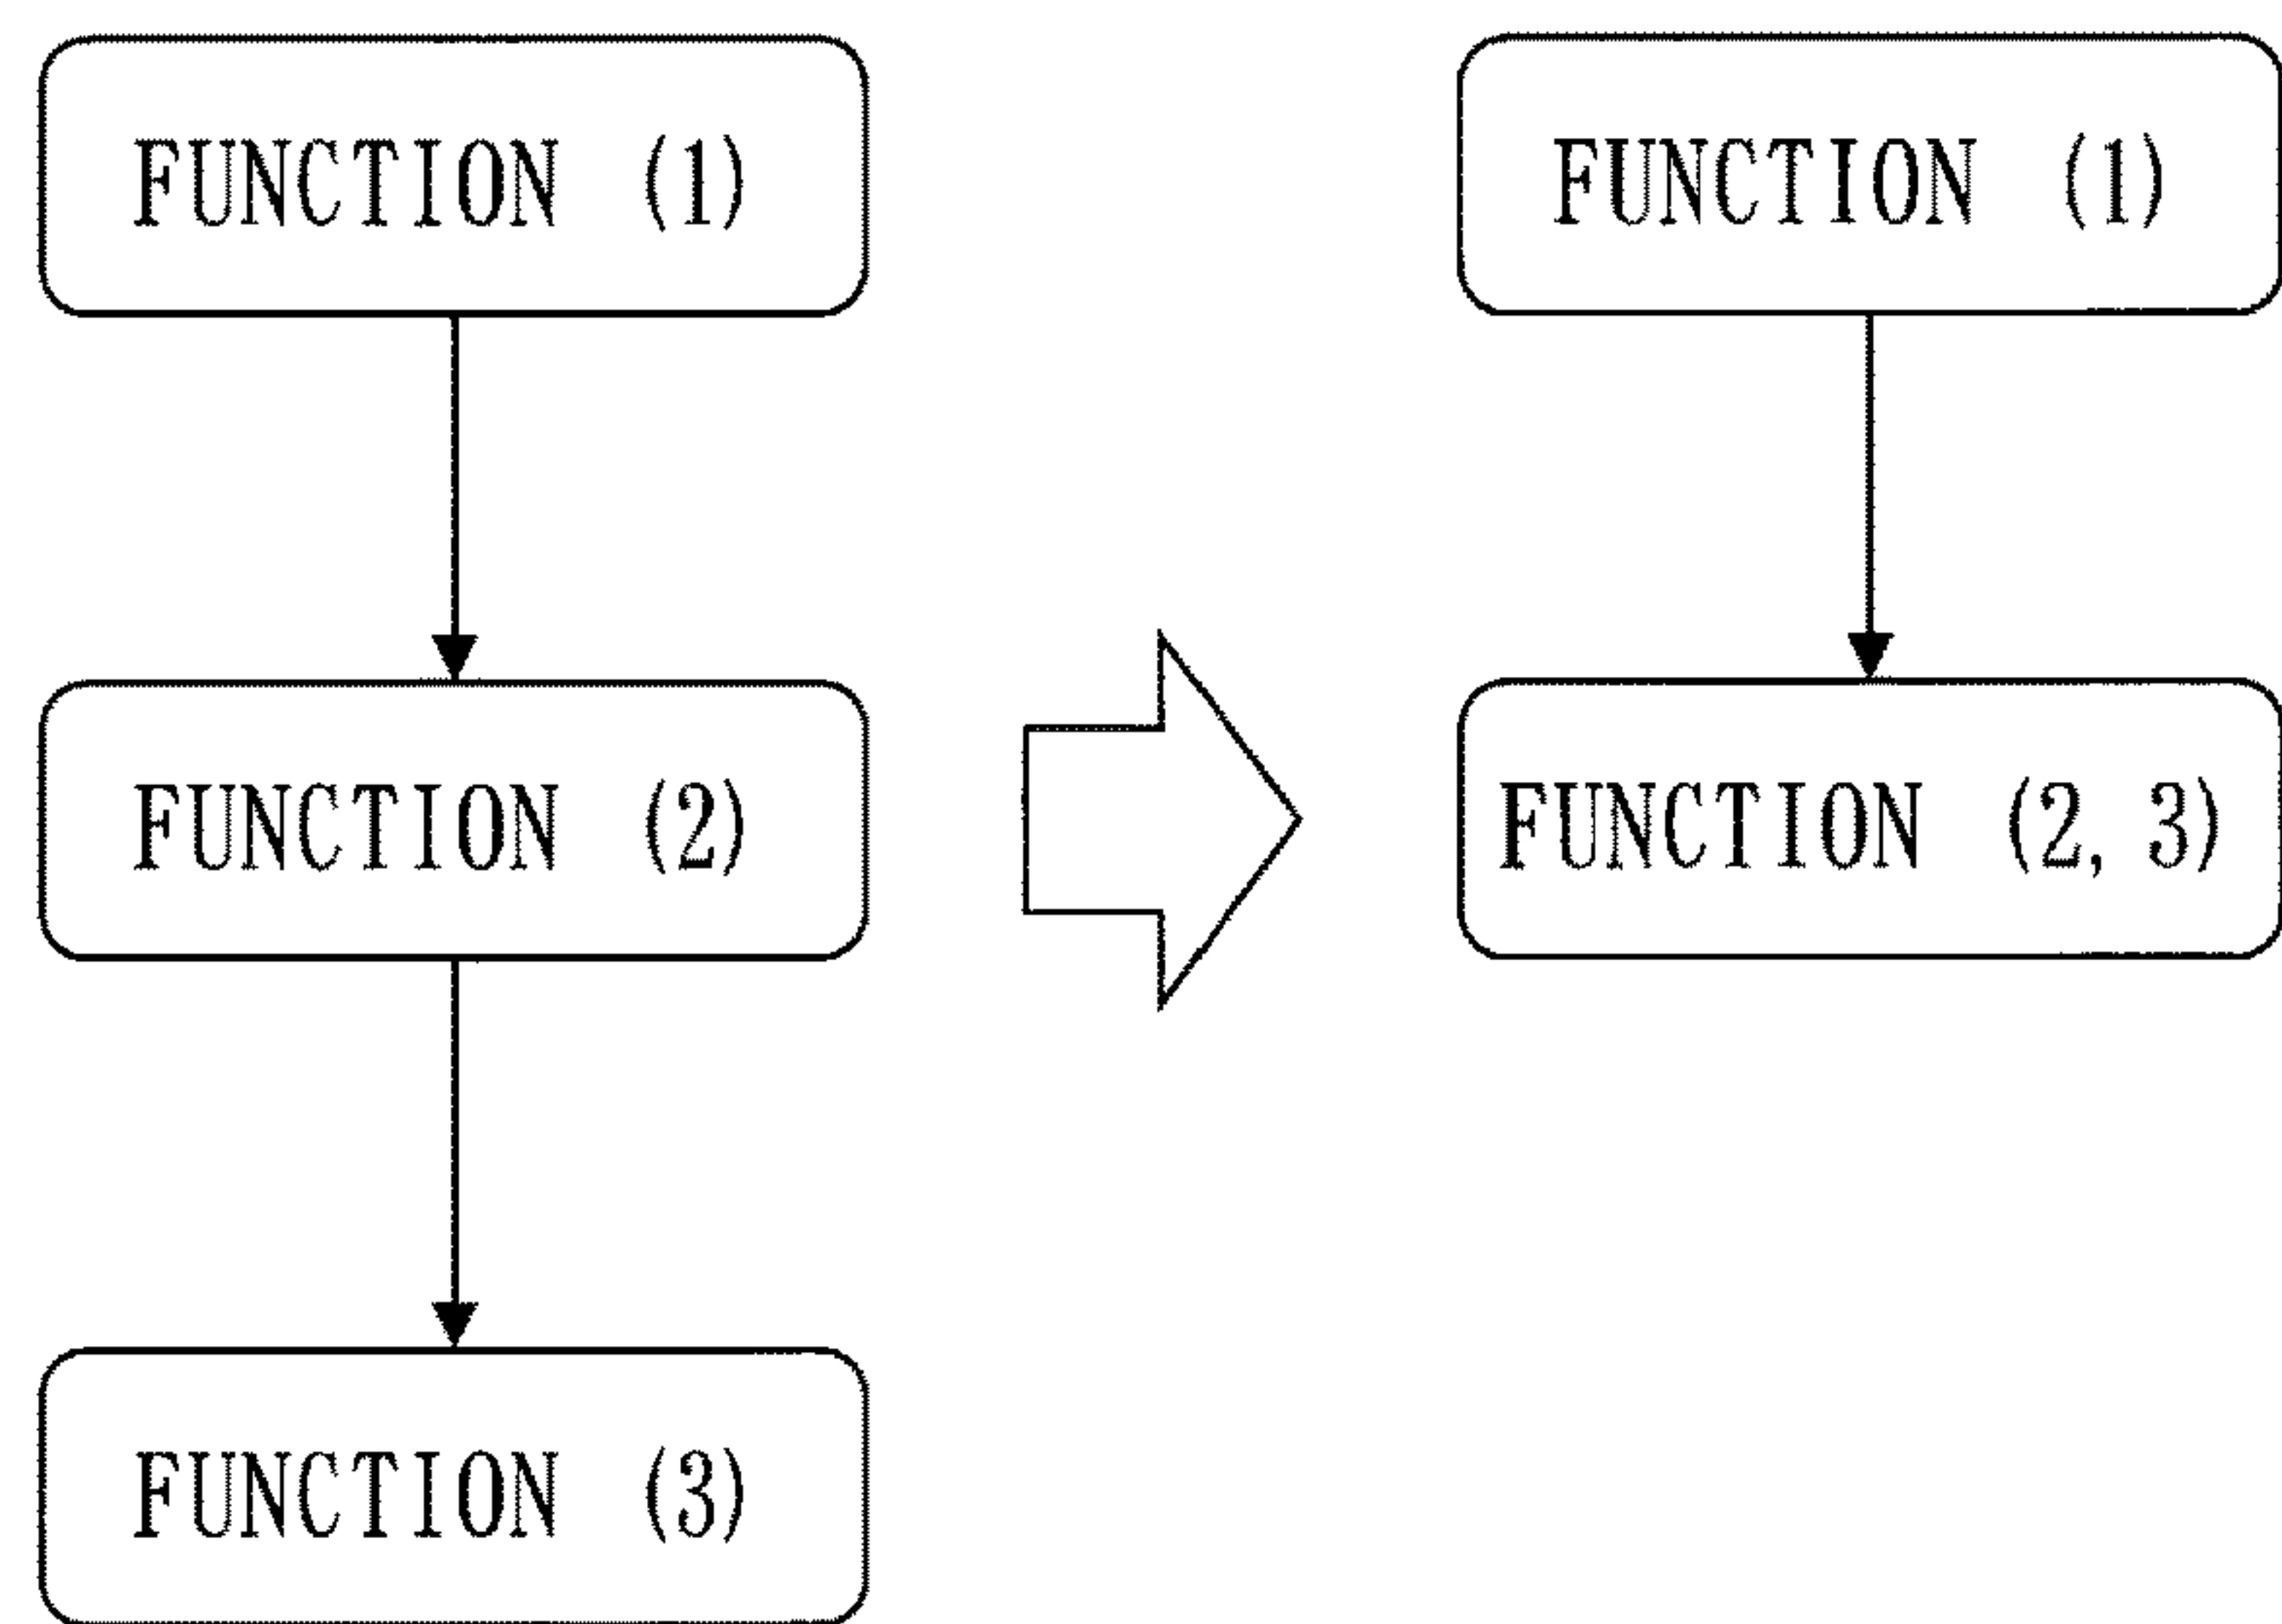 FUNCTION (1)
FUNCTION (2)
FUNCTION (3)
FUNCTION (1)
FUNCTION (2, 3)